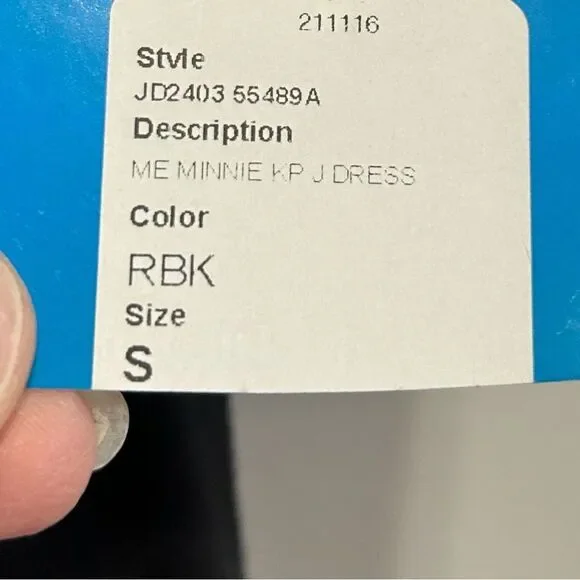 211116
Style
JD2403 55489A
Description
ME MINNIE KP J DRESS
Color
RBK
Size
S